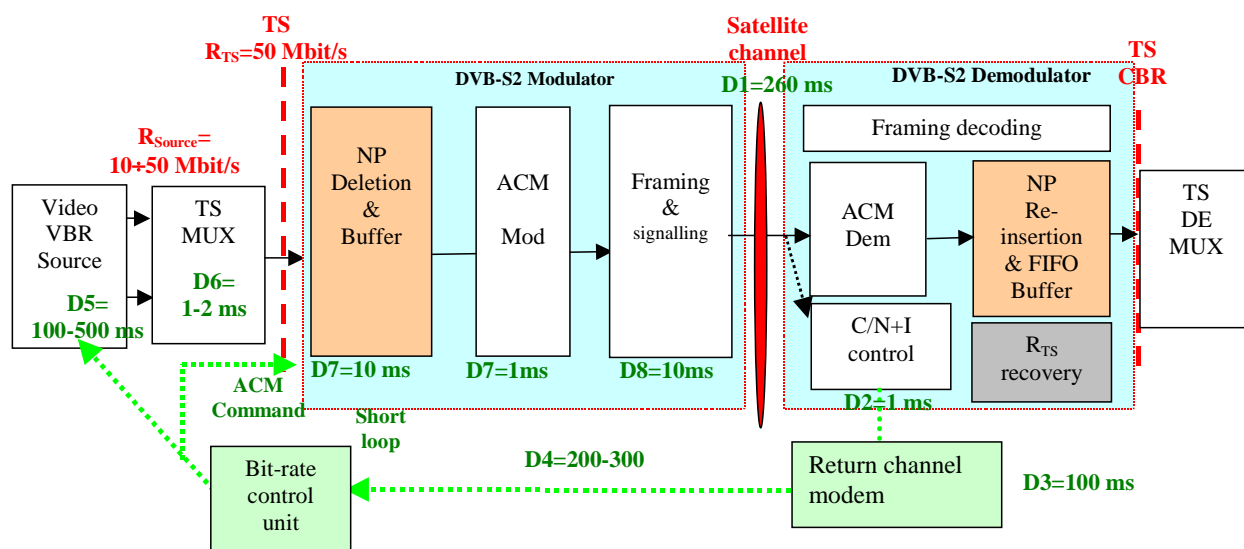 TS
R_TS=50 Mbit/s
Satellite
channel
TS
CBR
DVB-S2 Modulator
DVB-S2 Demodulator
D1=260 ms
R_Source=
10÷50 Mbit/s
Video
VBR
Source
D5=
100-500 ms
TS
MUX
D6=
1-2 ms
NP
Deletion
&
Buffer
ACM
Mod
Framing
&
signalling
Framing decoding
ACM
Dem
NP
Re-
insertion
& FIFO
Buffer
TS
DE
MUX
C/N+I
control
R_TS
recovery
D7=10 ms
D7=1ms
D8=10ms
D2=1 ms
ACM
Command
Short
loop
Bit-rate
control
unit
D4=200-300
Return channel
modem
D3=100 ms